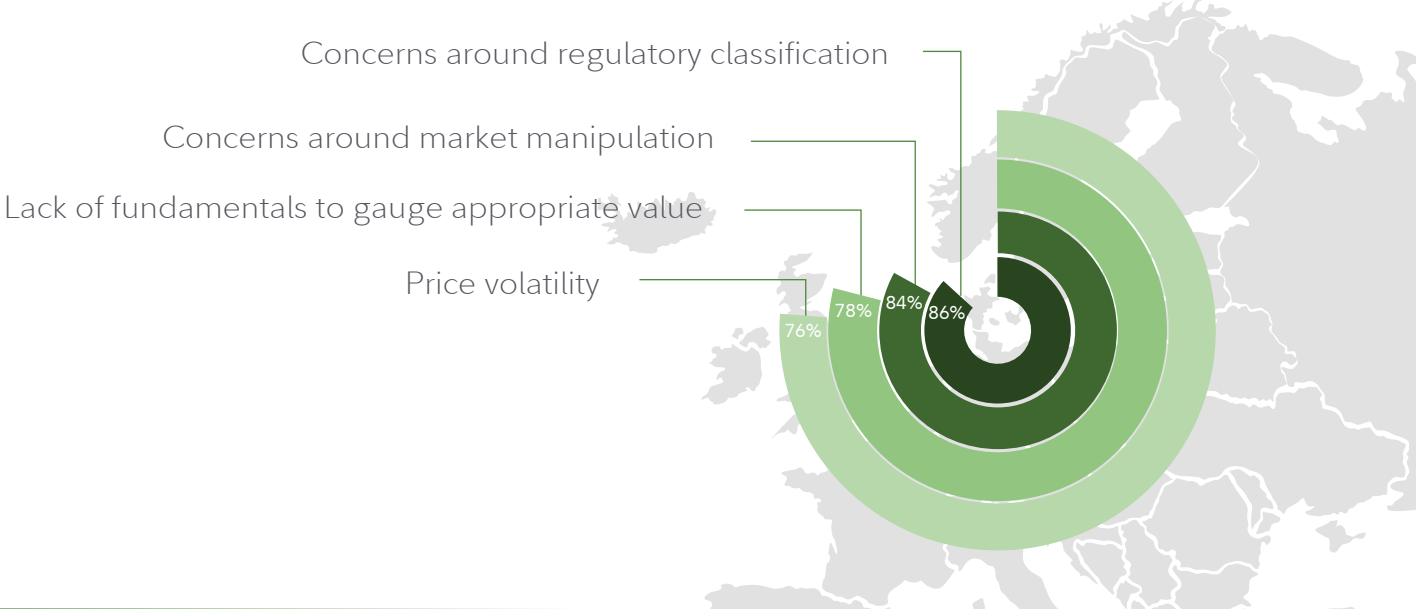 Concerns around regulatory classification
Concerns around market manipulation
Lack of fundamentals to gauge appropriate value
Price volatility
76%
78%
84%
86%